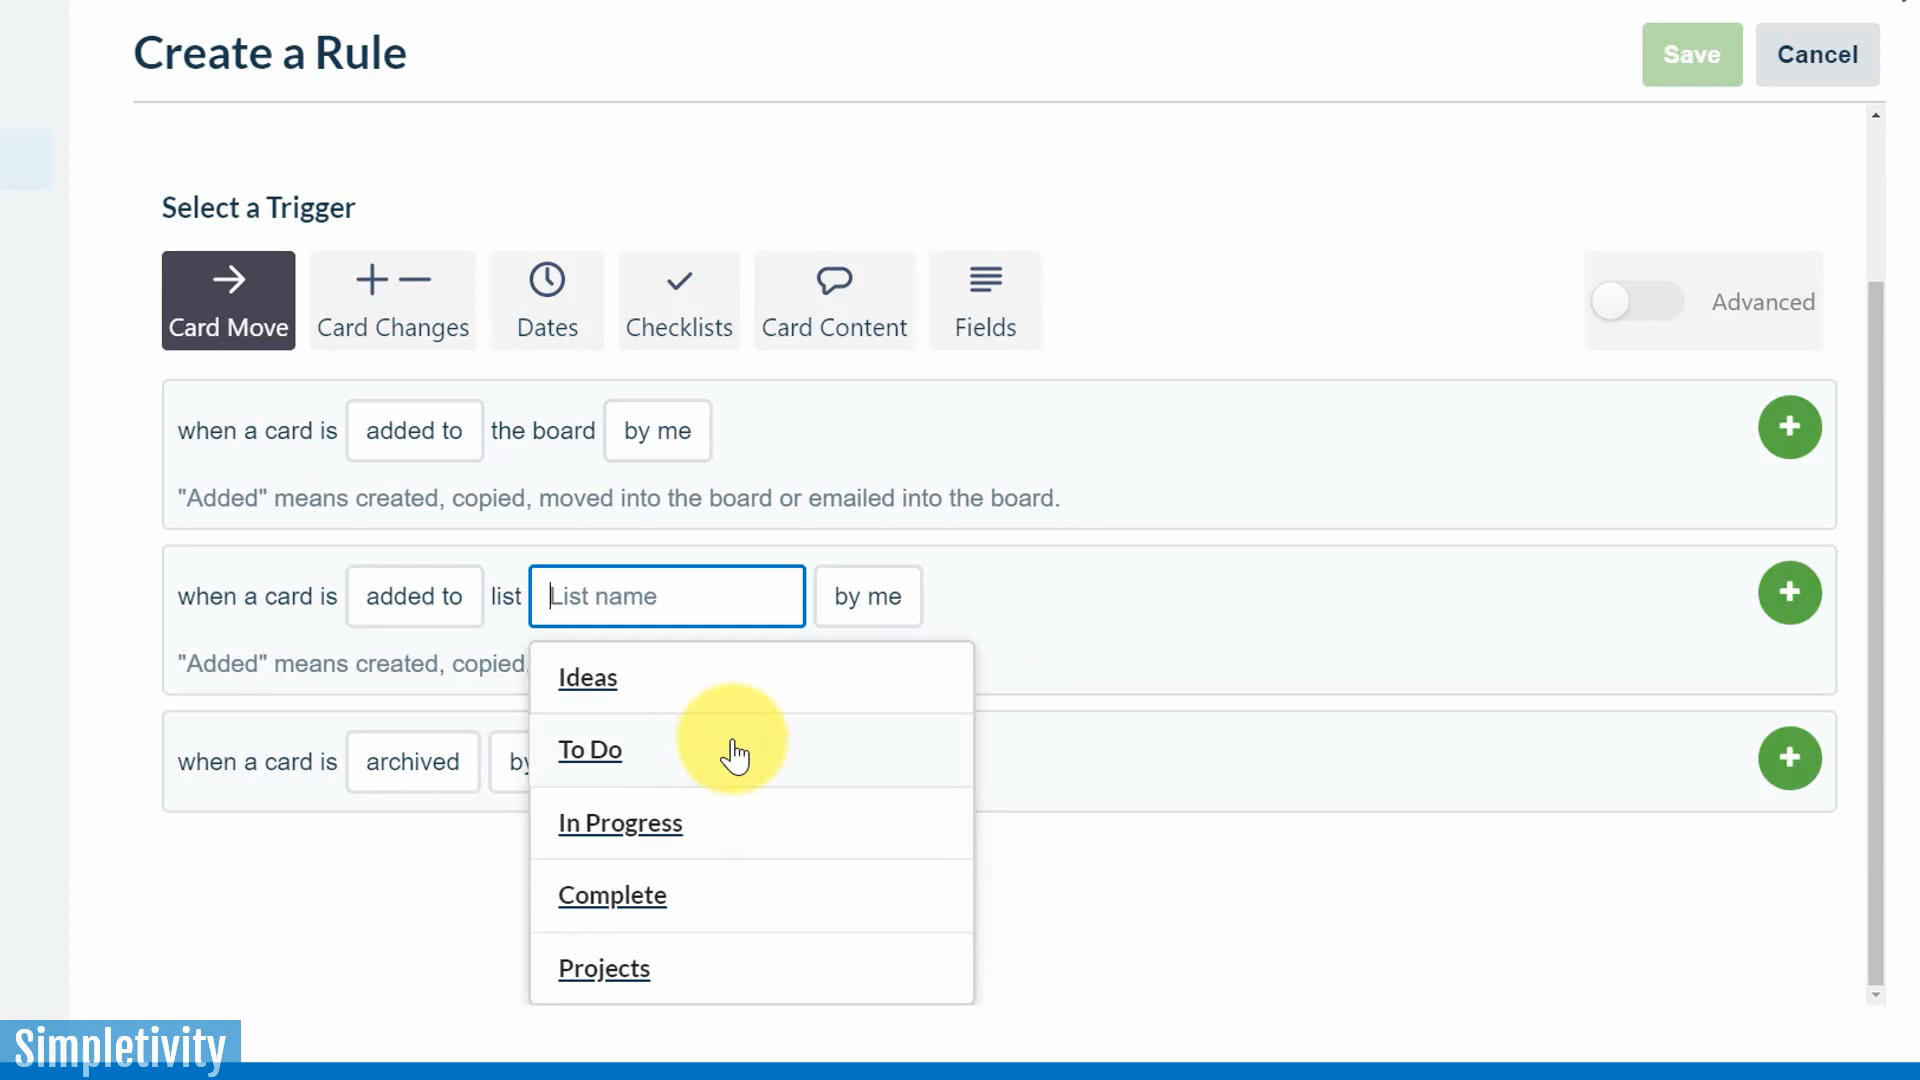 Create a Rule
Save
Cancel
Select a Trigger
Card Move
Card Changes
Dates
Checklists
Card Content
Fields
Advanced
when a card is added to the board by me
"Added" means created, copied, moved into the board or emailed into the board.
when a card is added to list List name by me
"Added" means created, copied
Ideas
To Do
when a card is archived
In Progress
Complete
Projects
Simpletivity